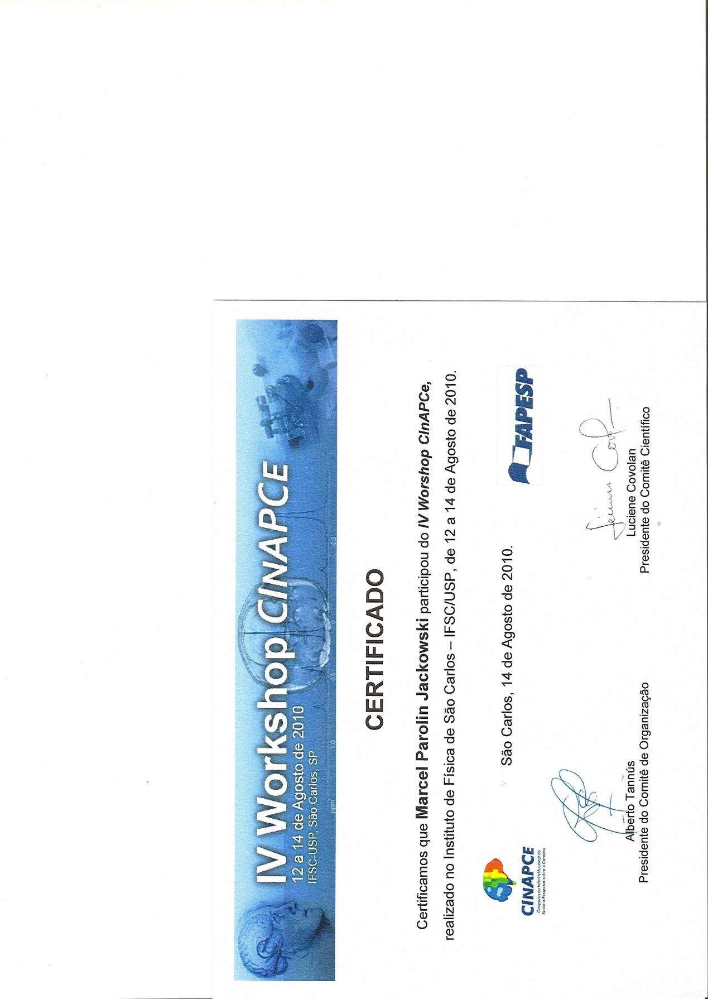 IV Workshop CINAPCE
12 a 14 de Agosto de 2010
IFSC-USP, São Carlos, SP
ppm 1.0 0.5 0 -0.5
CERTIFICADO
Certificamos que Marcel Parolin Jackowski participou do IV Worshop CInAPCe,
realizado no Instituto de Física de São Carlos – IFSC/USP, de 12 a 14 de Agosto de 2010.
São Carlos, 14 de Agosto de 2010.
CINAPCE
Cooperação Interinstitucional de
Apoio a Pesquisas sobre o Cérebro
FAPESP
Alberto Tannús
Presidente do Comitê de Organização
Luciene Covolan
Presidente do Comitê Científico